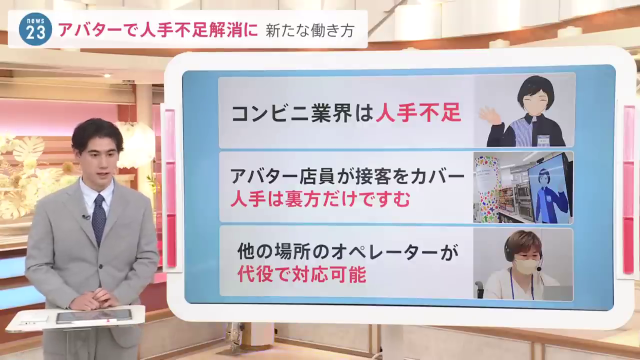 news
23
アバターで人手不足解消に 新たな働き方
コンビニ業界は人手不足
アバター店員が接客をカバー
人手は裏方だけですむ
他の場所のオペレーターが
代役で対応可能